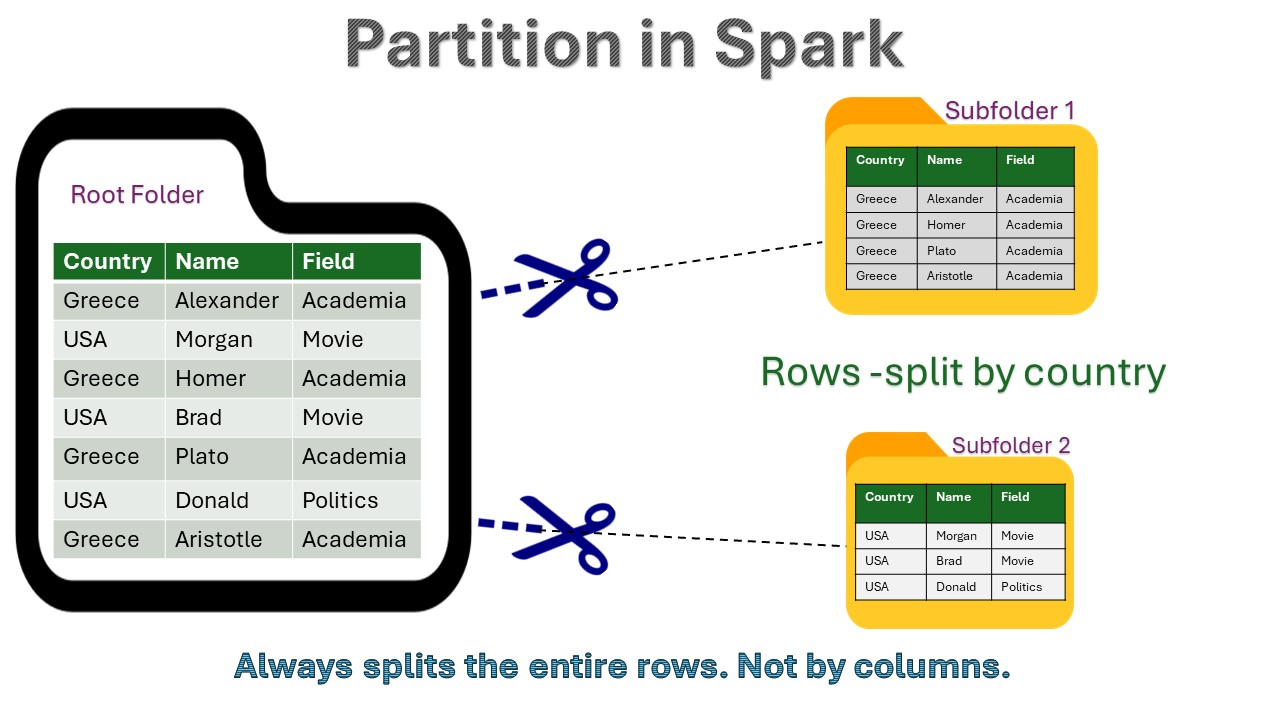 Partition in Spark
Root Folder
Country Name Field
Greece Alexander Academia
USA Morgan Movie
Greece Homer Academia
USA Brad Movie
Greece Plato Academia
USA Donald Politics
Greece Aristotle Academia
Subfolder 1
Country Name Field
Greece Alexander Academia
Greece Homer Academia
Greece Plato Academia
Greece Aristotle Academia
Rows -split by country
Subfolder 2
Country Name Field
USA Morgan Movie
USA Brad Movie
USA Donald Politics
Always splits the entire rows. Not by columns.